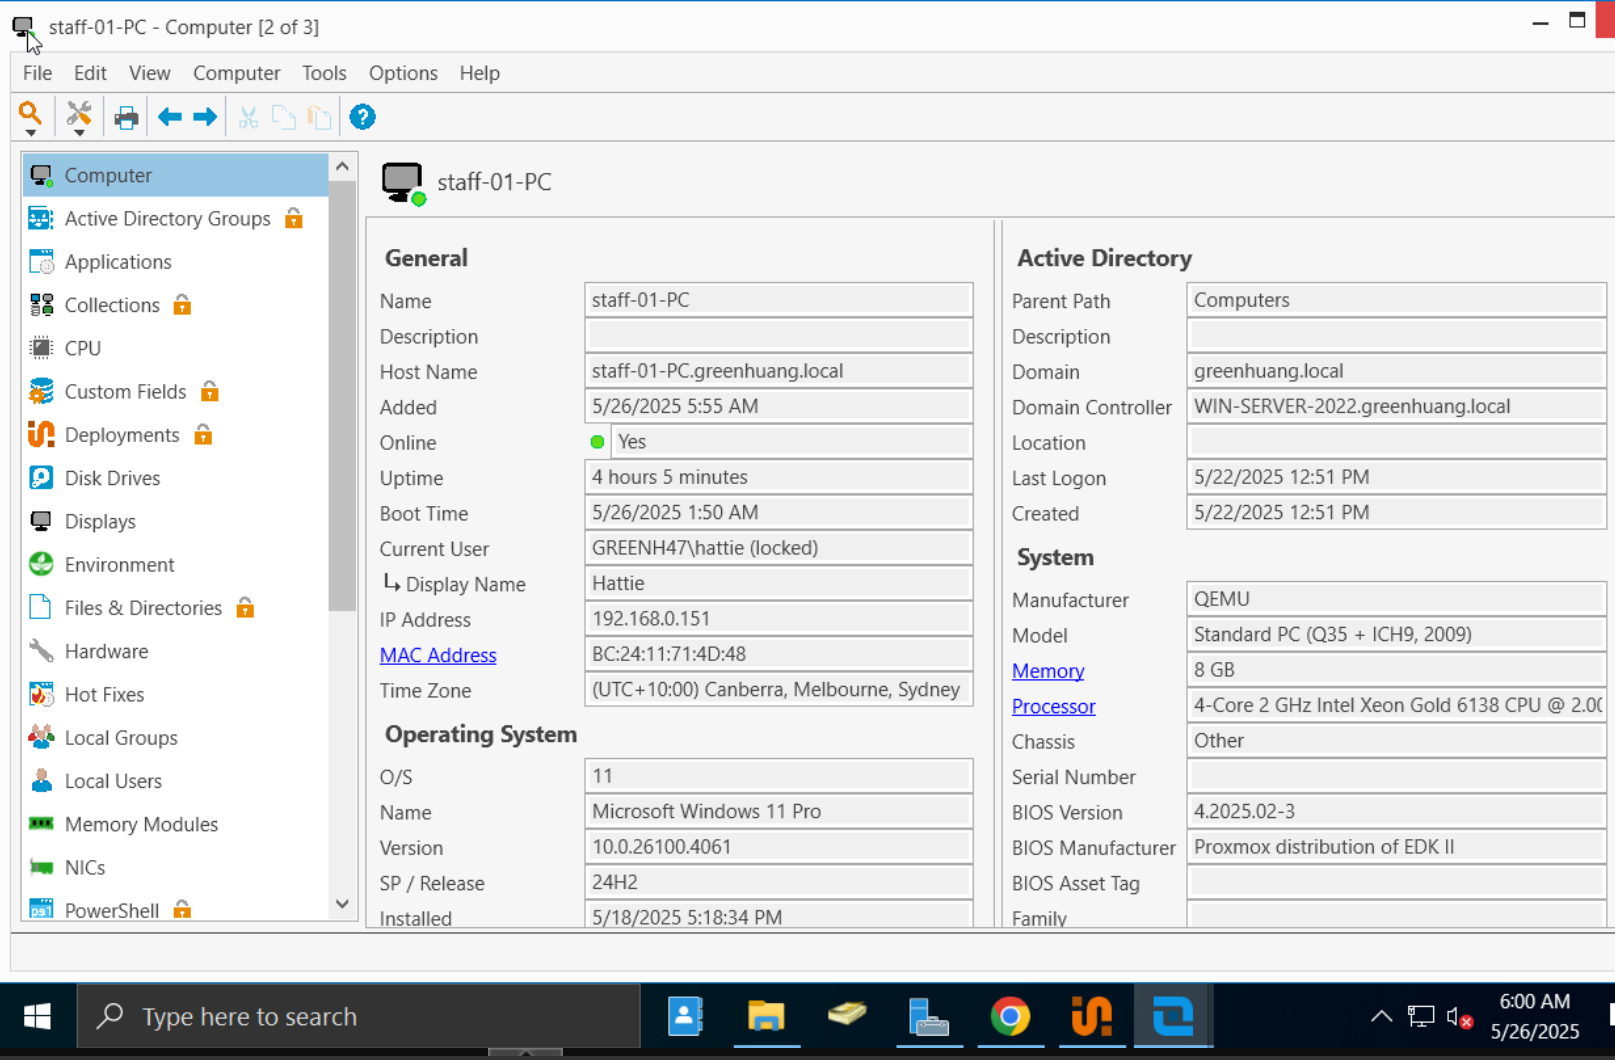 staff-01-PC - Computer [2 of 3]
File Edit View Computer Tools Options Help
Computer
Active Directory Groups
Applications
Collections
CPU
Custom Fields
Deployments
Disk Drives
Displays
Environment
Files & Directories
Hardware
Hot Fixes
Local Groups
Local Users
Memory Modules
NICs
ps1 PowerShell
staff-01-PC
General
Name staff-01-PC
Description
Host Name staff-01-PC.greenhuang.local
Added 5/26/2025 5:55 AM
Online Yes
Uptime 4 hours 5 minutes
Boot Time 5/26/2025 1:50 AM
Current User GREENH47\hattie (locked)
Display Name Hattie
IP Address 192.168.0.151
MAC Address BC:24:11:71:4D:48
Time Zone (UTC+10:00) Canberra, Melbourne, Sydney
Operating System
O/S 11
Name Microsoft Windows 11 Pro
Version 10.0.26100.4061
SP / Release 24H2
Installed 5/18/2025 5:18:34 PM
Active Directory
Parent Path Computers
Description
Domain greenhuang.local
Domain Controller WIN-SERVER-2022.greenhuang.local
Location
Last Logon 5/22/2025 12:51 PM
Created 5/22/2025 12:51 PM
System
Manufacturer QEMU
Model Standard PC (Q35 + ICH9, 2009)
Memory 8 GB
Processor 4-Core 2 GHz Intel Xeon Gold 6138 CPU @ 2.00
Chassis Other
Serial Number
BIOS Version 4.2025.02-3
BIOS Manufacturer Proxmox distribution of EDK II
BIOS Asset Tag
Family
Type here to search
6:00 AM
5/26/2025